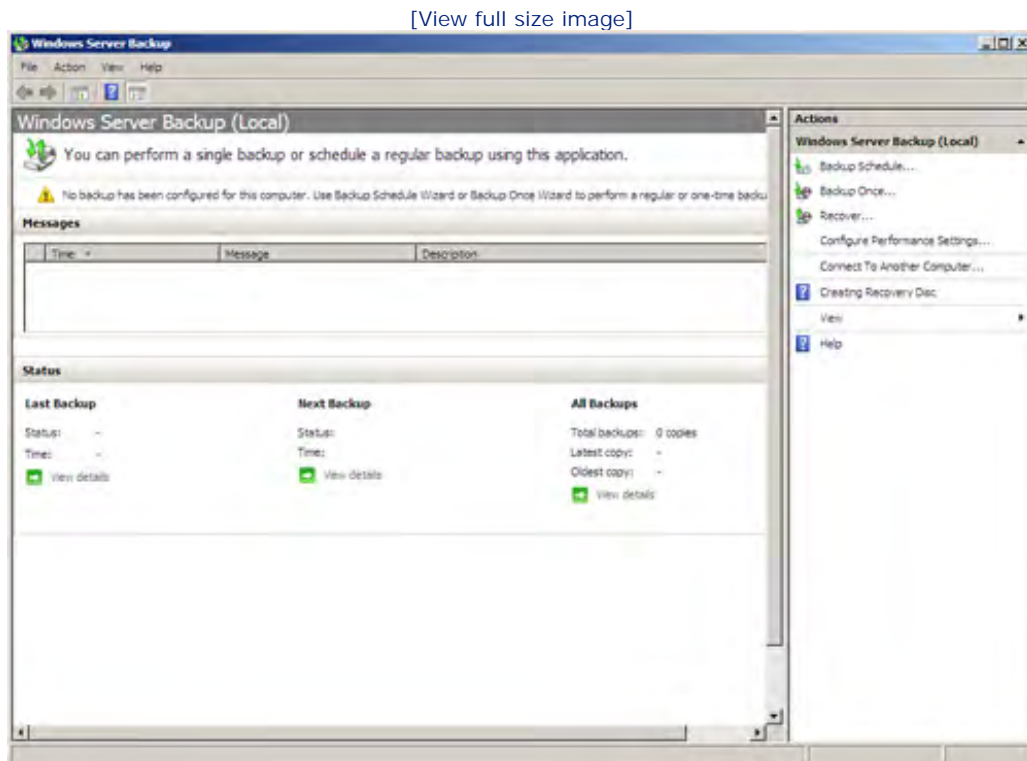 [View full size image]
Windows Server Backup
File Action View Help
Windows Server Backup (Local)
You can perform a single backup or schedule a regular backup using this application.
No backup has been configured for this computer. Use Backup Schedule Wizard or Backup Once Wizard to perform a regular or one-time backu
Messages
Time Message Description
Status
Last Backup Next Backup All Backups
Status: - Status: Total backups: 0 copies
Time: - Time: Latest copy: -
View details View details Oldest copy: -
View details
Actions
Windows Server Backup (Local)
Backup Schedule...
Backup Once...
Recover...
Configure Performance Settings...
Connect To Another Computer...
Creating Recovery Disc
View
Help